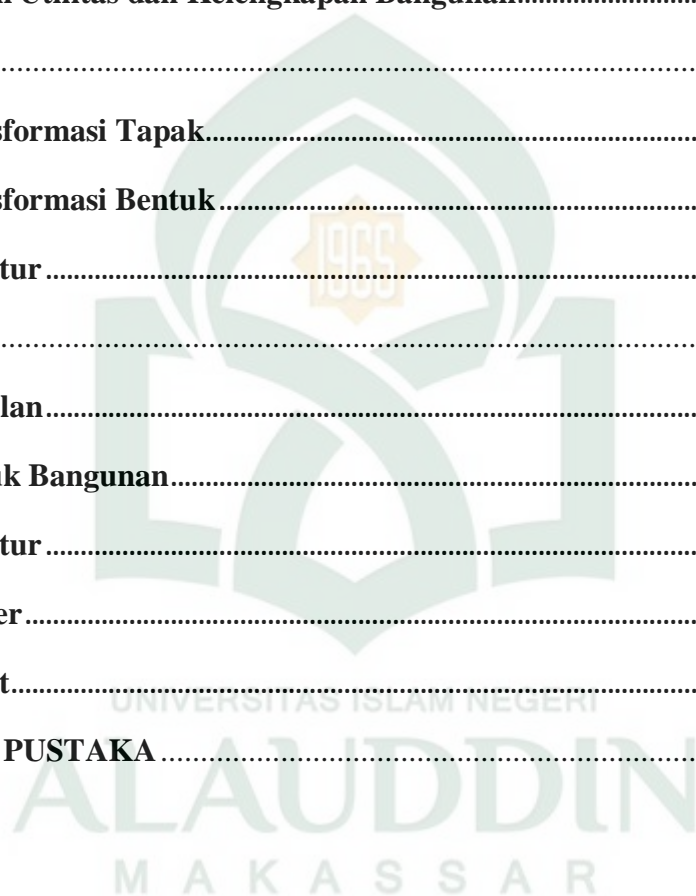 n Utilitas dan Kelengkapan Bangunan..........................
........................................................................................
sformasi Tapak.......................................................................
sformasi Bentuk.....................................................................
1965
tur..............................................................................................
........................................................................................
lan..............................................................................................
uk Bangunan...........................................................................
tur..............................................................................................
er.................................................................................................
t...................................................................................................
UNIVERSITAS ISLAM NEGERI
PUSTAKA.............................................................................
ALAUDDIN
MAKASSAR